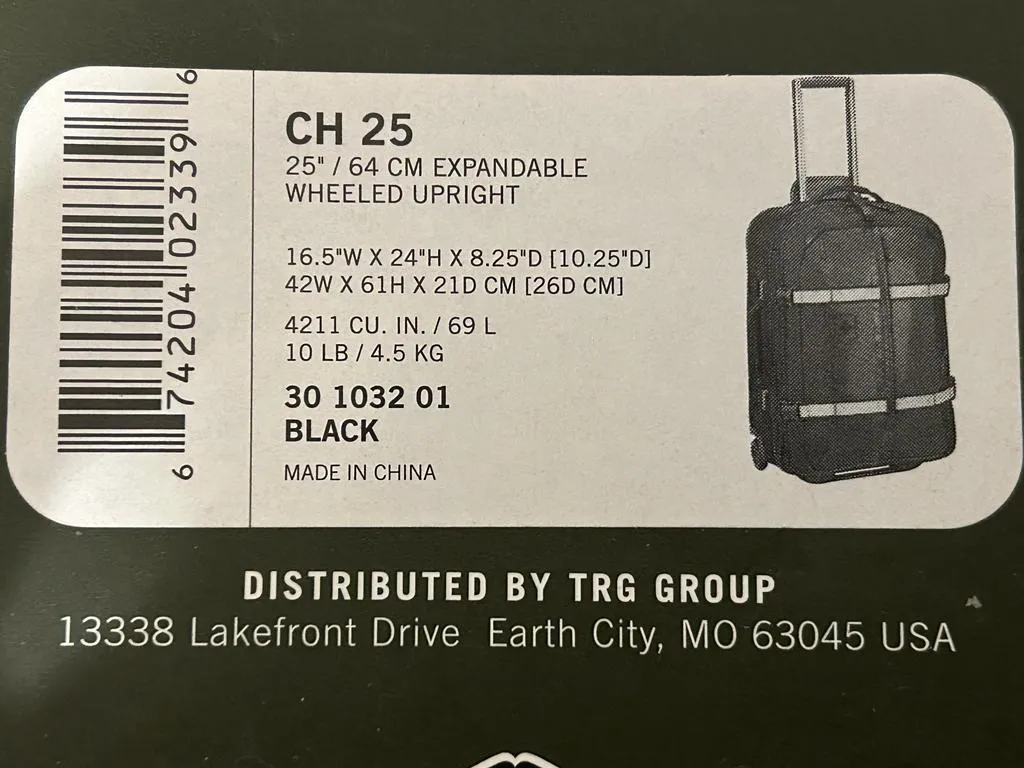 CH 25
25" / 64 CM EXPANDABLE
WHEELED UPRIGHT
16.5"W X 24"H X 8.25"D [10.25"D]
42W X 61H X 21D CM [26D CM]
4211 CU. IN. / 69 L
10 LB / 4.5 KG
30 1032 01
BLACK
MADE IN CHINA
6 74204 02339 6
DISTRIBUTED BY TRG GROUP
13338 Lakefront Drive Earth City, MO 63045 USA